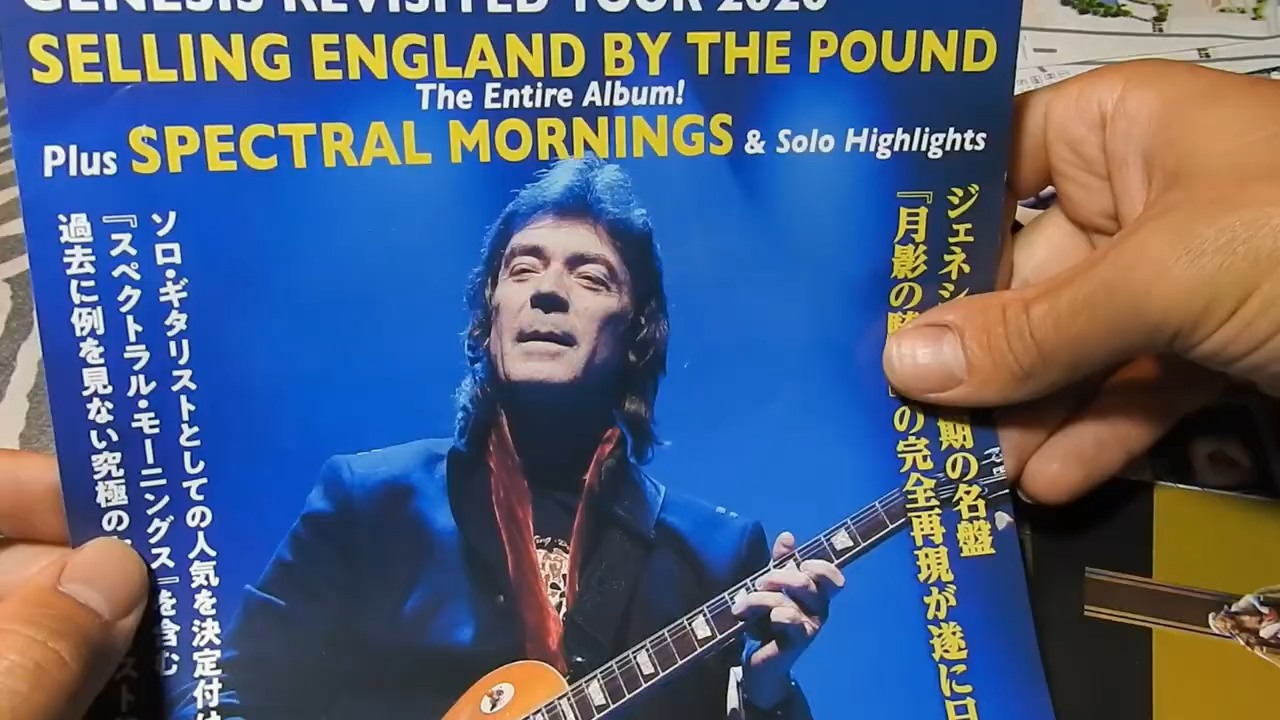 GENESIS REVISITED TOUR 2020
SELLING ENGLAND BY THE POUND
The Entire Album!
Plus SPECTRAL MORNINGS & Solo Highlights
ジェネシ 期の名盤
『月影の の完全再現が遂に日
ソロ・ギタリストとしての人気を決定付け
『スペクトラル・モーニングス』を含む
過去に例を見ない究極の